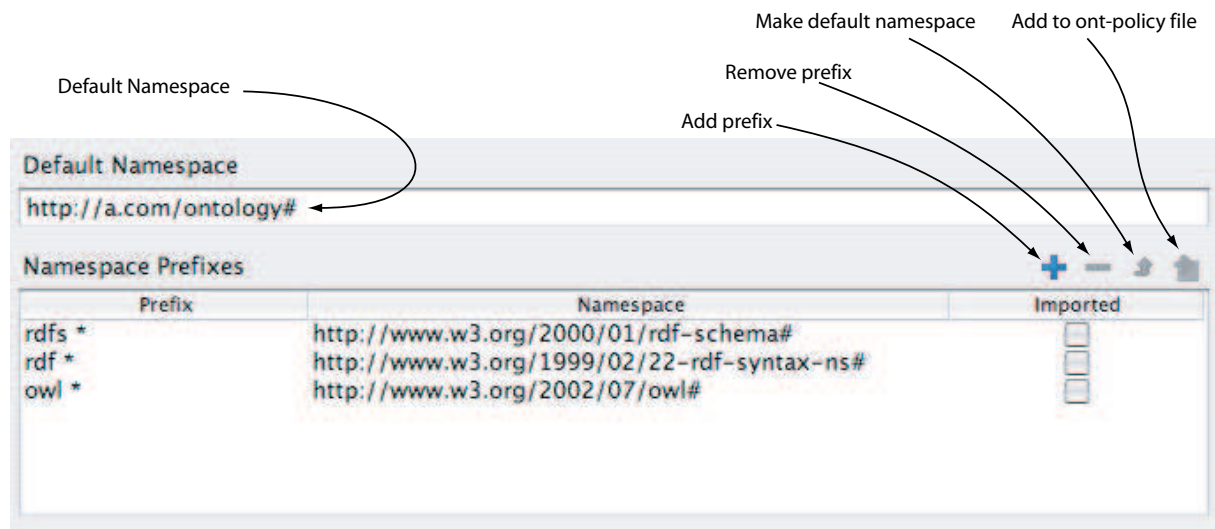 Make default namespace Add to ont-policy file
Default Namespace Remove prefix
Add prefix
Default Namespace
http://a.com/ontology#
Namespace Prefixes
Prefix Namespace Imported
rdfs * http://www.w3.org/2000/01/rdf-schema#
rdf * http://www.w3.org/1999/02/22-rdf-syntax-ns#
owl * http://www.w3.org/2002/07/owl#